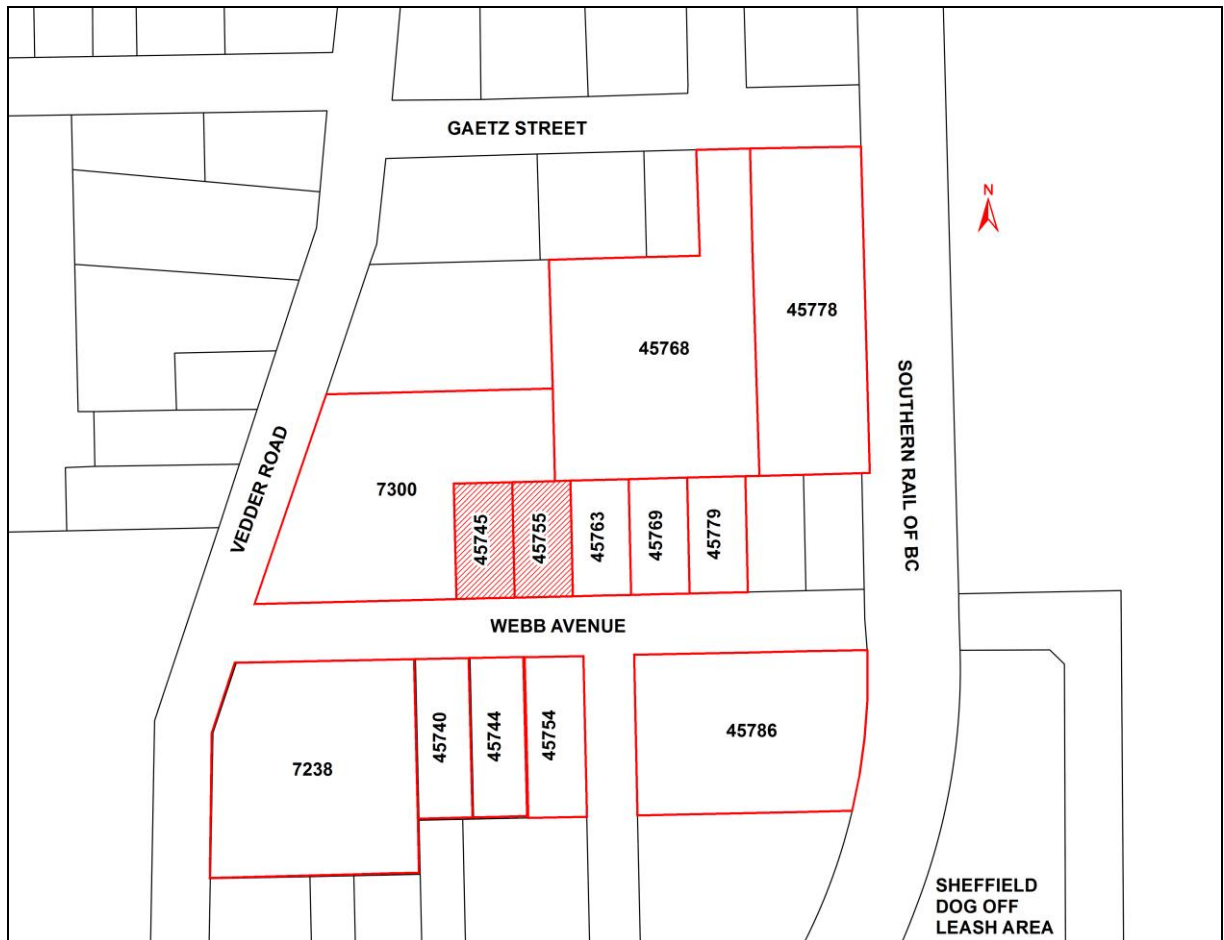 GAETZ STREET
N
45778
45768
SOUTHERN RAIL OF BC
VEDDER ROAD
7300
45745
45755
45763
45769
45779
WEBB AVENUE
45740
45744
45754
45786
7238
SHEFFIELD
DOG OFF
LEASH AREA